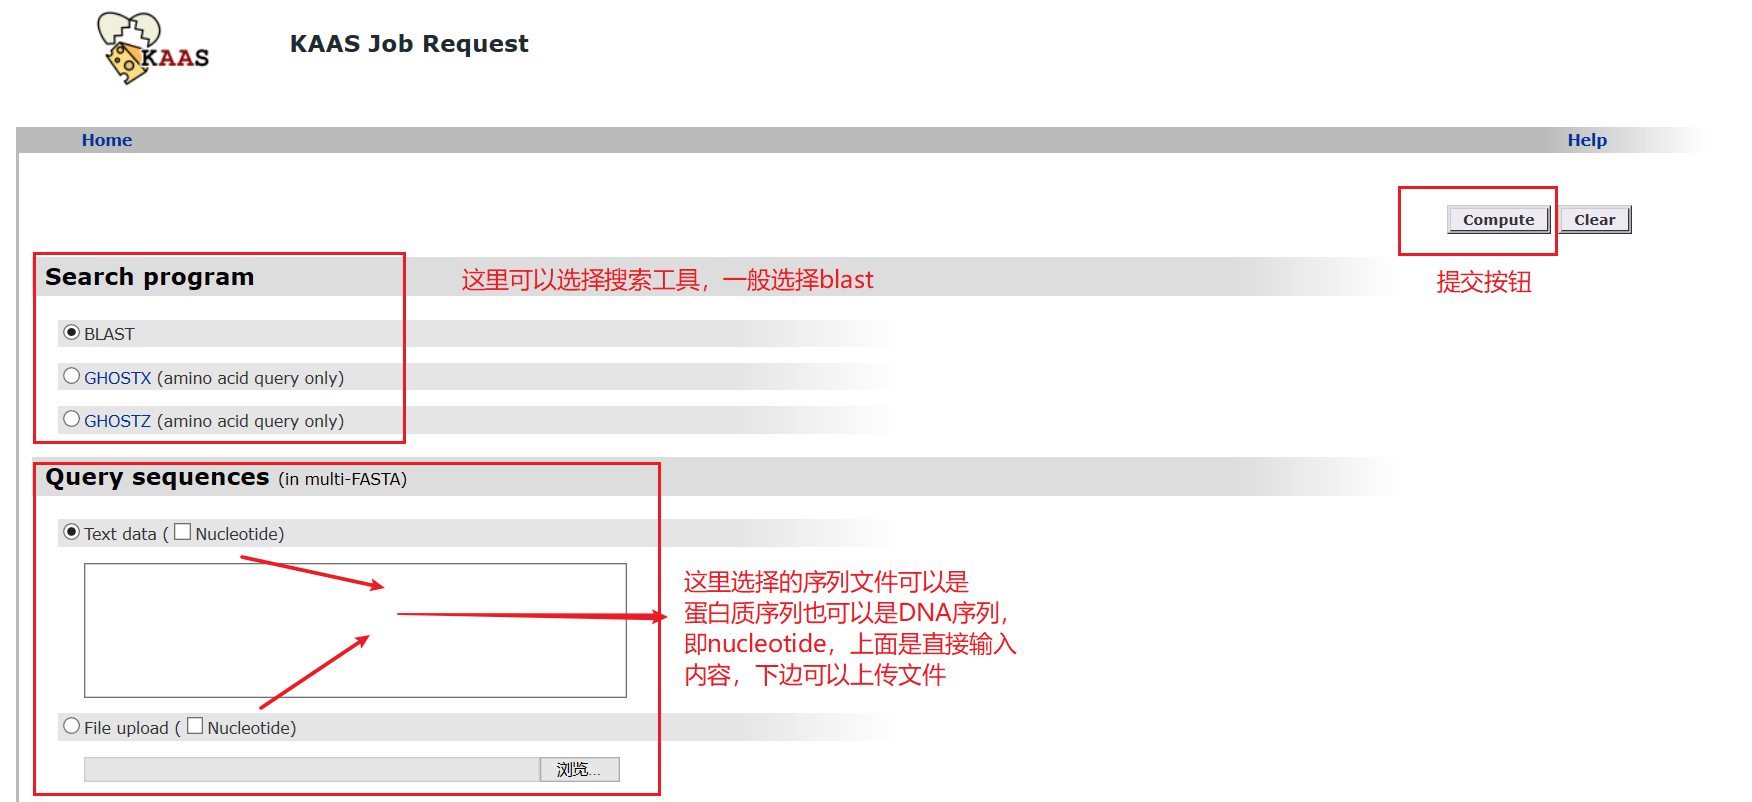 KAAS
KAAS Job Request
Home
Help
Compute
Clear
提交按钮
Search program
这里可以选择搜索工具，一般选择blast
BLAST
GHOSTX (amino acid query only)
GHOSTZ (amino acid query only)
Query sequences (in multi-FASTA)
Text data ( Nucleotide)
这里选择的序列文件可以是
蛋白质序列也可以是DNA序列，
即nucleotide，上面是直接输入
内容，下边可以上传文件
File upload ( Nucleotide)
浏览...